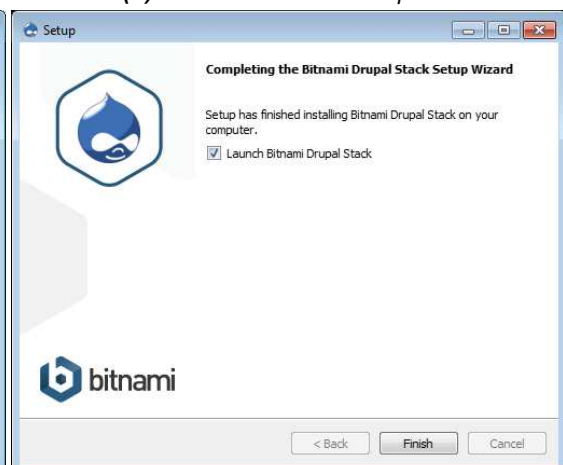 Setup
Completing the Bitnami Drupal Stack Setup Wizard
Setup has finished installing Bitnami Drupal Stack on your
computer.
Launch Bitnami Drupal Stack
bitnami
< Back
Finish
Cancel